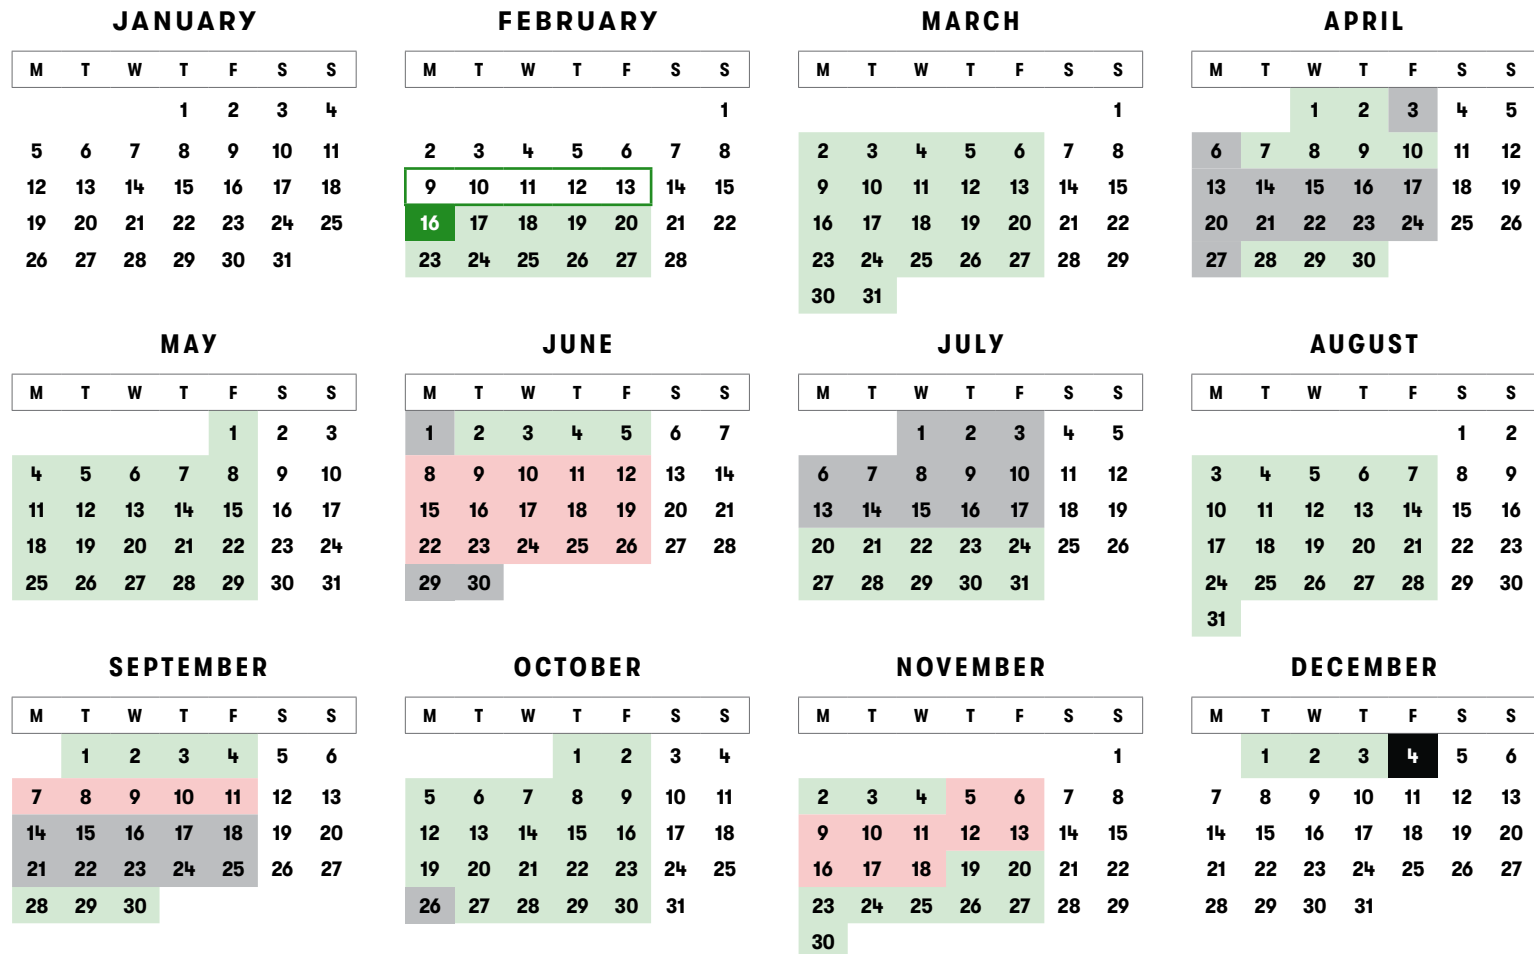 JANUARY FEBRUARY MARCH APRIL
M T W T F S S M T W T F S S M T W T F S S M T W T F S S
1 2 3 4 1 1 1 2 3 4 5
5 6 7 8 9 10 11 2 3 4 5 6 7 8 2 3 4 5 6 7 8 6 7 8 9 10 11 12
12 13 14 15 16 17 18 9 10 11 12 13 14 15 9 10 11 12 13 14 15 13 14 15 16 17 18 19
19 20 21 22 23 24 25 16 17 18 19 20 21 22 16 17 18 19 20 21 22 20 21 22 23 24 25 26
26 27 28 29 30 31 23 24 25 26 27 28 23 24 25 26 27 28 29 27 28 29 30
30 31
MAY JUNE JULY AUGUST
M T W T F S S M T W T F S S M T W T F S S M T W T F S S
1 2 3 1 2 3 4 5 6 7 1 2 3 4 5 1 2
4 5 6 7 8 9 10 8 9 10 11 12 13 14 6 7 8 9 10 11 12 3 4 5 6 7 8 9
11 12 13 14 15 16 17 15 16 17 18 19 20 21 13 14 15 16 17 18 19 10 11 12 13 14 15 16
18 19 20 21 22 23 24 22 23 24 25 26 27 28 20 21 22 23 24 25 26 17 18 19 20 21 22 23
25 26 27 28 29 30 31 29 30 27 28 29 30 31 24 25 26 27 28 29 30
31
SEPTEMBER OCTOBER NOVEMBER DECEMBER
M T W T F S S M T W T F S S M T W T F S S M T W T F S S
1 2 3 4 5 6 1 2 3 4 1 1 2 3 4 5 6
7 8 9 10 11 12 13 5 6 7 8 9 10 11 2 3 4 5 6 7 8 7 8 9 10 11 12 13
14 15 16 17 18 19 20 12 13 14 15 16 17 18 9 10 11 12 13 14 15 14 15 16 17 18 19 20
21 22 23 24 25 26 27 19 20 21 22 23 24 25 16 17 18 19 20 21 22 21 22 23 24 25 26 27
28 29 30 26 27 28 29 30 31 23 24 25 26 27 28 29 28 29 30 31
30